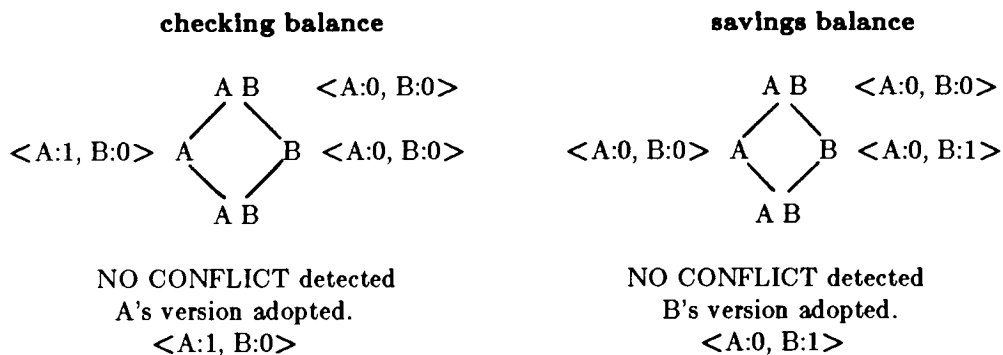 checking balance
A B <A:0, B:0>
<A:1, B:0> A B <A:0, B:0>
A B
NO CONFLICT detected
A's version adopted.
<A:1, B:0>
savings balance
A B <A:0, B:0>
<A:0, B:0> A B <A:0, B:1>
A B
NO CONFLICT detected
B's version adopted.
<A:0, B:1>